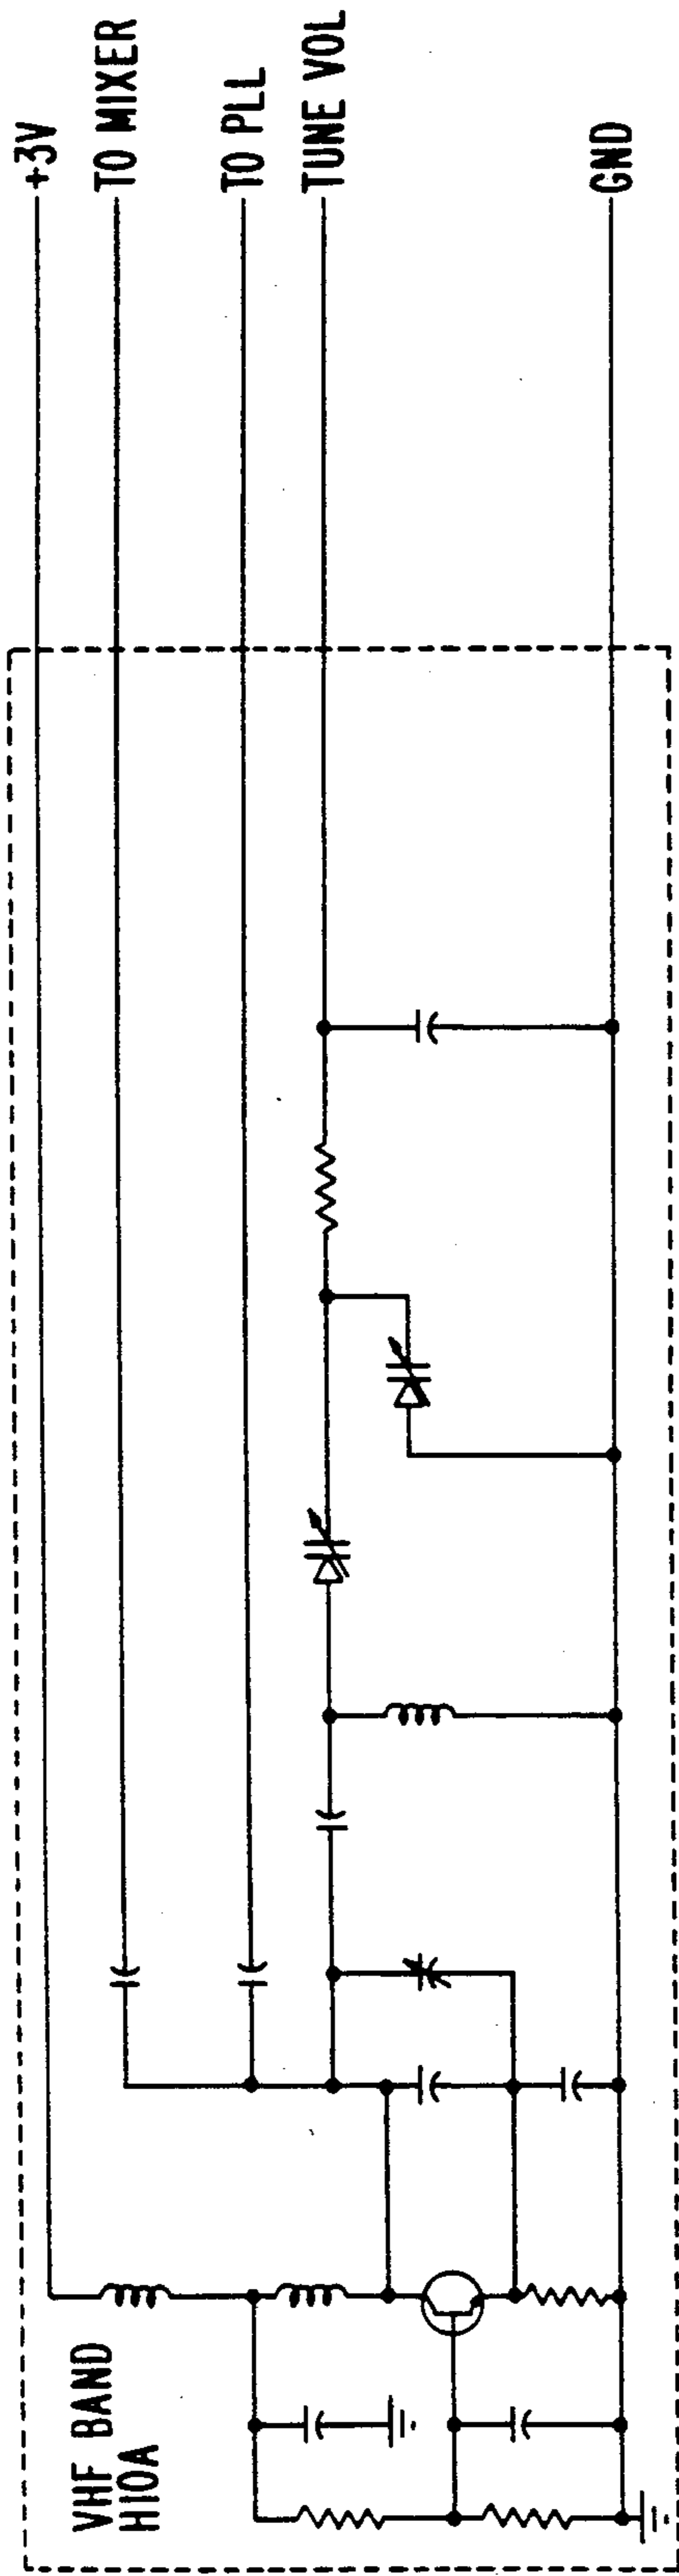 +3V
TO MIXER
TO PLL
TUNE VOL
GND
VHF BAND
H10A